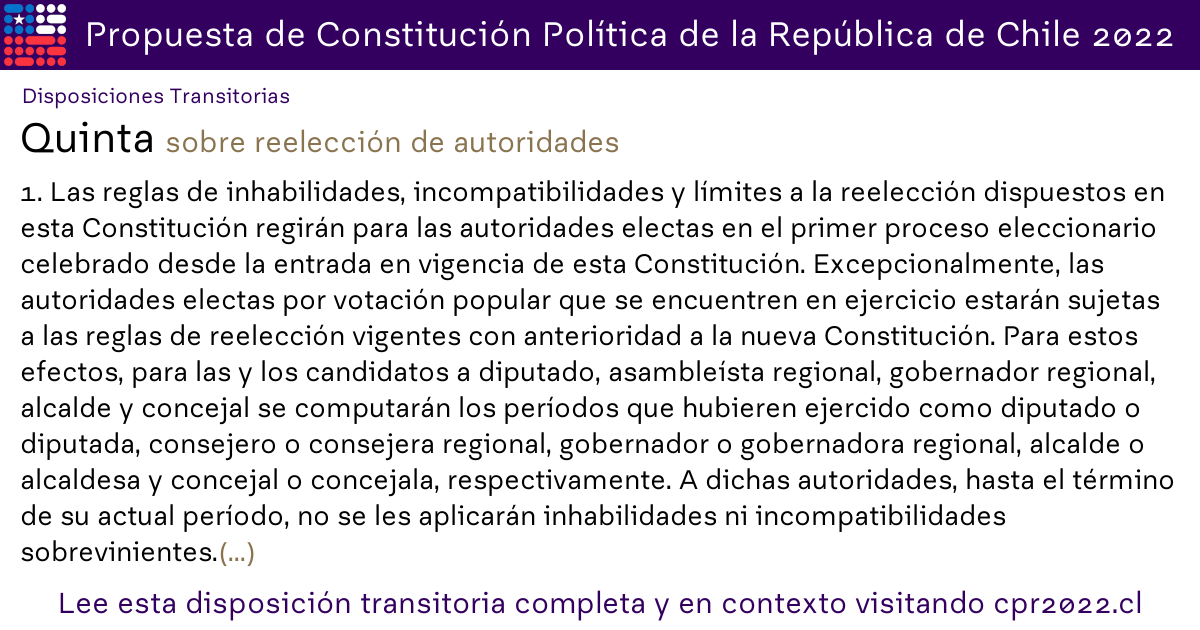 Propuesta de Constitución Política de la República de Chile 2022
Disposiciones Transitorias
Quinta sobre reelección de autoridades
1. Las reglas de inhabilidades, incompatibilidades y límites a la reelección dispuestos en
esta Constitución regirán para las autoridades electas en el primer proceso eleccionario
celebrado desde la entrada en vigencia de esta Constitución. Excepcionalmente, las
autoridades electas por votación popular que se encuentren en ejercicio estarán sujetas
a las reglas de reelección vigentes con anterioridad a la nueva Constitución. Para estos
efectos, para las y los candidatos a diputado, asambleísta regional, gobernador regional,
alcalde y concejal se computarán los períodos que hubieren ejercido como diputado o
diputada, consejero o consejera regional, gobernador o gobernadora regional, alcalde o
alcaldesa y concejal o concejala, respectivamente. A dichas autoridades, hasta el término
de su actual período, no se les aplicarán inhabilidades ni incompatibilidades
sobrevinientes.(...)
Lee esta disposición transitoria completa y en contexto visitando cpr2022.cl